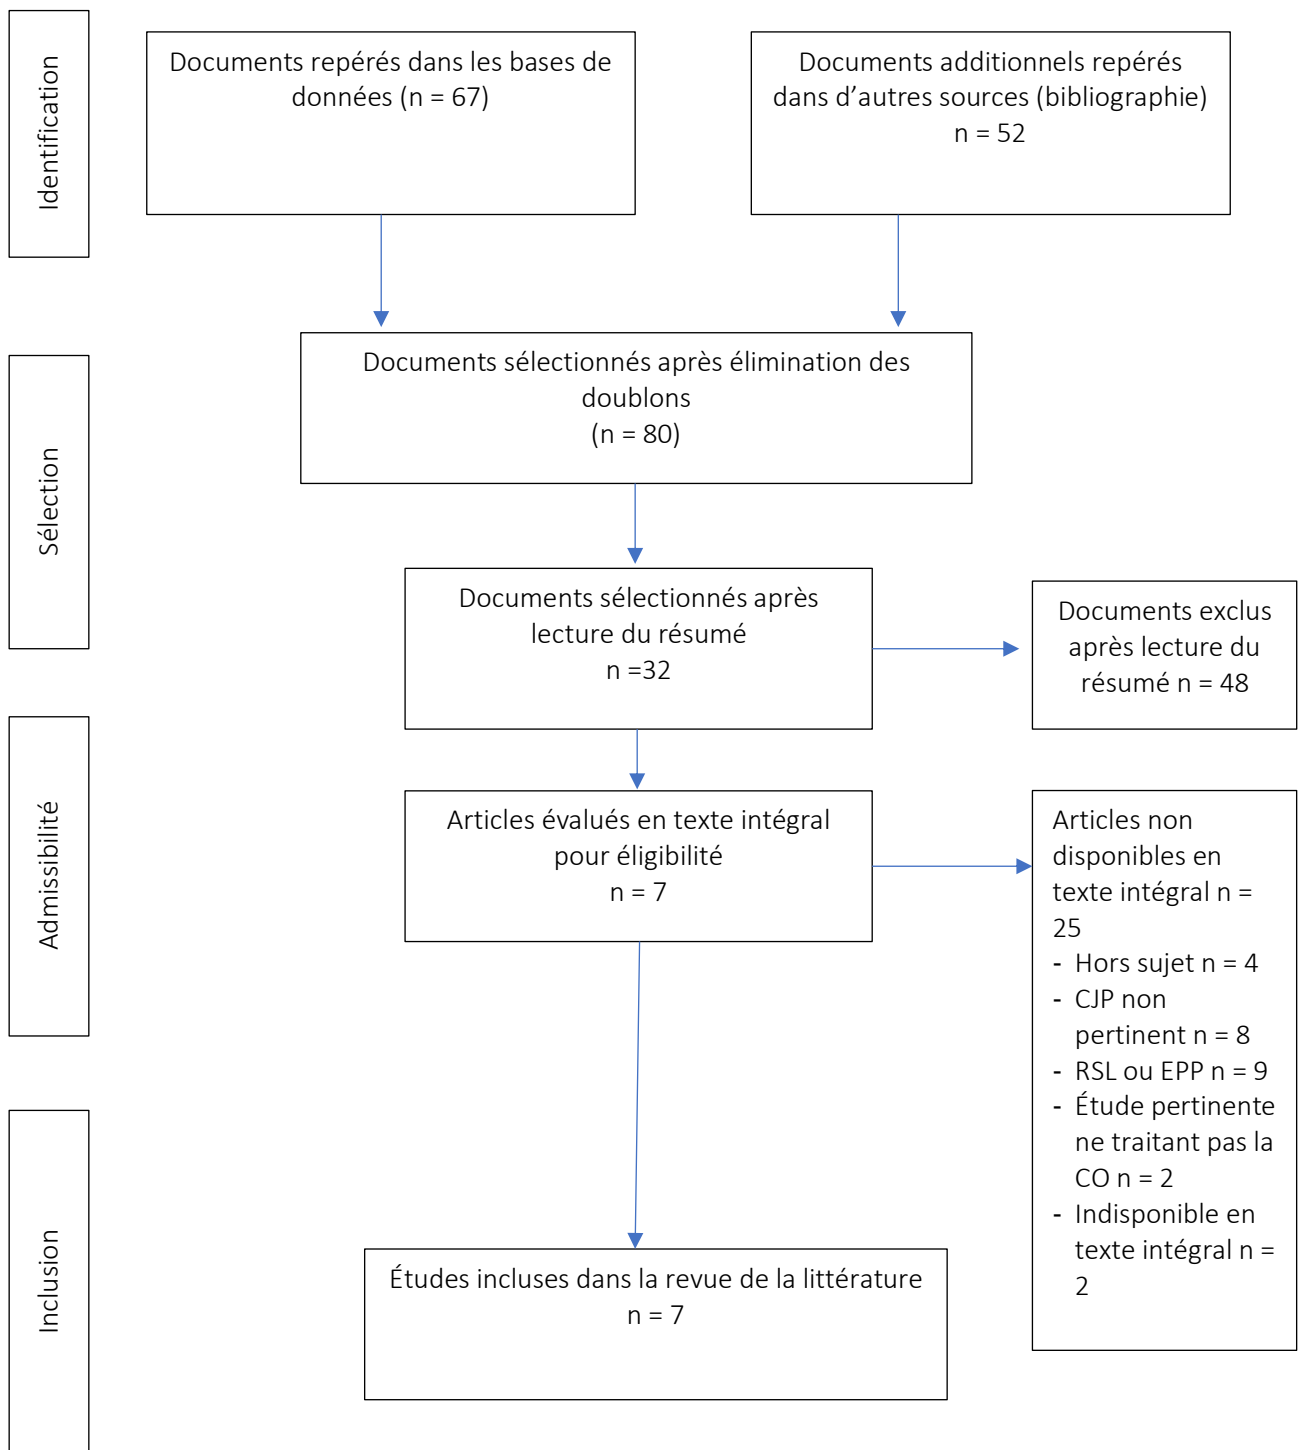 Identification
Documents repérés dans les bases de
données (n = 67)
Documents additionnels repérés
dans d’autres sources (bibliographie)
n = 52
Sélection
Documents sélectionnés après élimination des
doublons
(n = 80)
Documents sélectionnés après
lecture du résumé
n =32
Documents exclus
après lecture du
résumé n = 48
Admissibilité
Articles évalués en texte intégral
pour éligibilité
n = 7
Articles non
disponibles en
texte intégral n =
25
- Hors sujet n = 4
- CJP non
pertinent n = 8
- RSL ou EPP n = 9
- Étude pertinente
ne traitant pas la
CO n = 2
- Indisponible en
texte intégral n =
2
Inclusion
Études incluses dans la revue de la littérature
n = 7